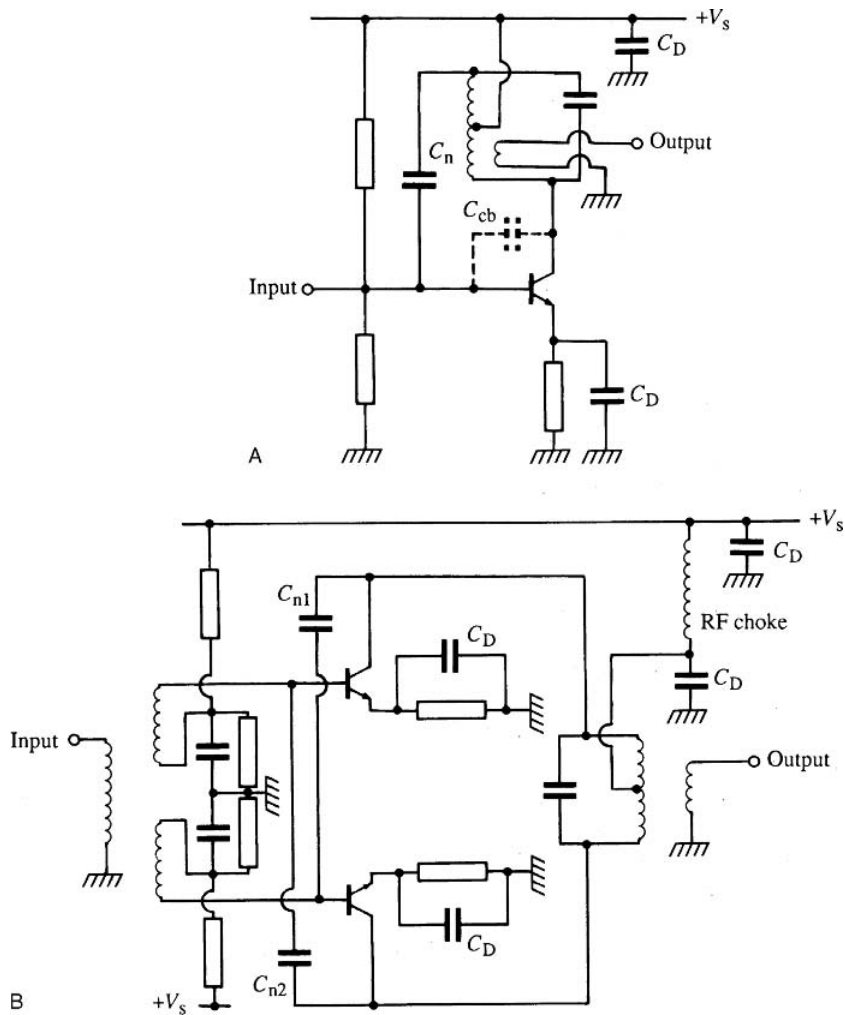 +Vs
CD
Cn
Output
Ccb
Input
CD
A
+Vs
CD
Cn1
RF choke
CD
CD
Input
Output
CD
Cn2
B
+Vs